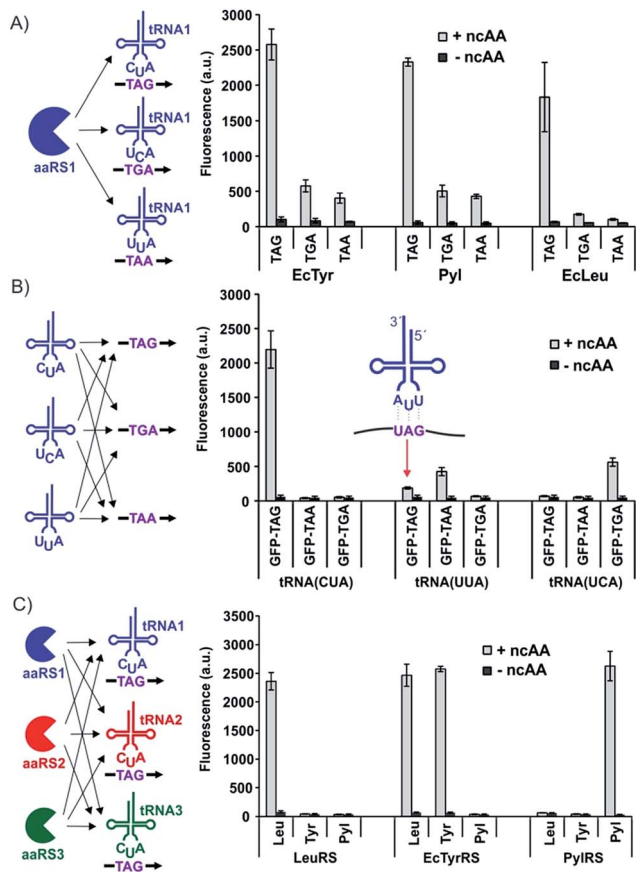 A)
tRNA1
CUA
TAG
aaRS1
tRNA1
UCA
TGA
tRNA1
UUA
TAA
Fluorescence (a.u.)
3000
2500
2000
1500
1000
500
0
+ ncAA
- ncAA
TAG TGA TAA TAG TGA TAA TAG TGA TAA
EcTyr Pyl EcLeu
B)
CUA
TAG
UCA
TGA
UUA
TAA
Fluorescence (a.u.)
3000
2500
2000
1500
1000
500
0
3´
5´
AUU
UAG
+ ncAA
- ncAA
GFP-TAG GFP-TAA GFP-TGA GFP-TAG GFP-TAA GFP-TGA GFP-TAG GFP-TAA GFP-TGA
tRNA(CUA) tRNA(UUA) tRNA(UCA)
C)
aaRS1
tRNA1
CUA
TAG
aaRS2
tRNA2
CUA
TAG
aaRS3
tRNA3
CUA
TAG
Fluorescence (a.u.)
3500
3000
2500
2000
1500
1000
500
0
+ ncAA
- ncAA
Leu Tyr Pyl Leu Tyr Pyl Leu Tyr Pyl
LeuRS EcTyrRS PylRS